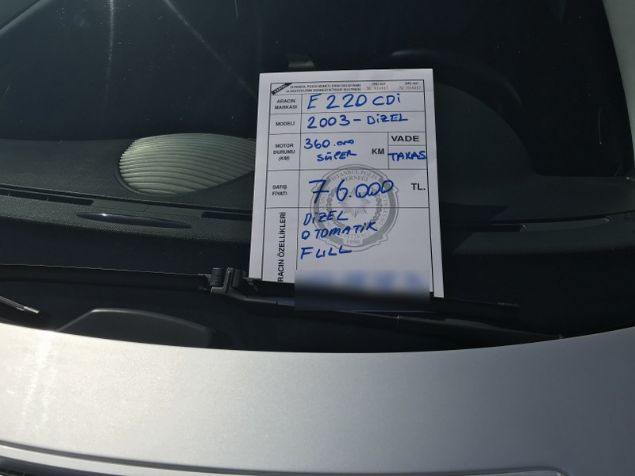 ARACIN MARKASI E 220 CDİ
MODELİ 2003 - DİZEL
MOTOR DURUMU (KM) 360.000 SÜPER KM
VADE TAKAS
SATIŞ FİYATI 76.000 TL.
ARACIN ÖZELLİKLERİ
DİZEL
OTOMATİK
FULL